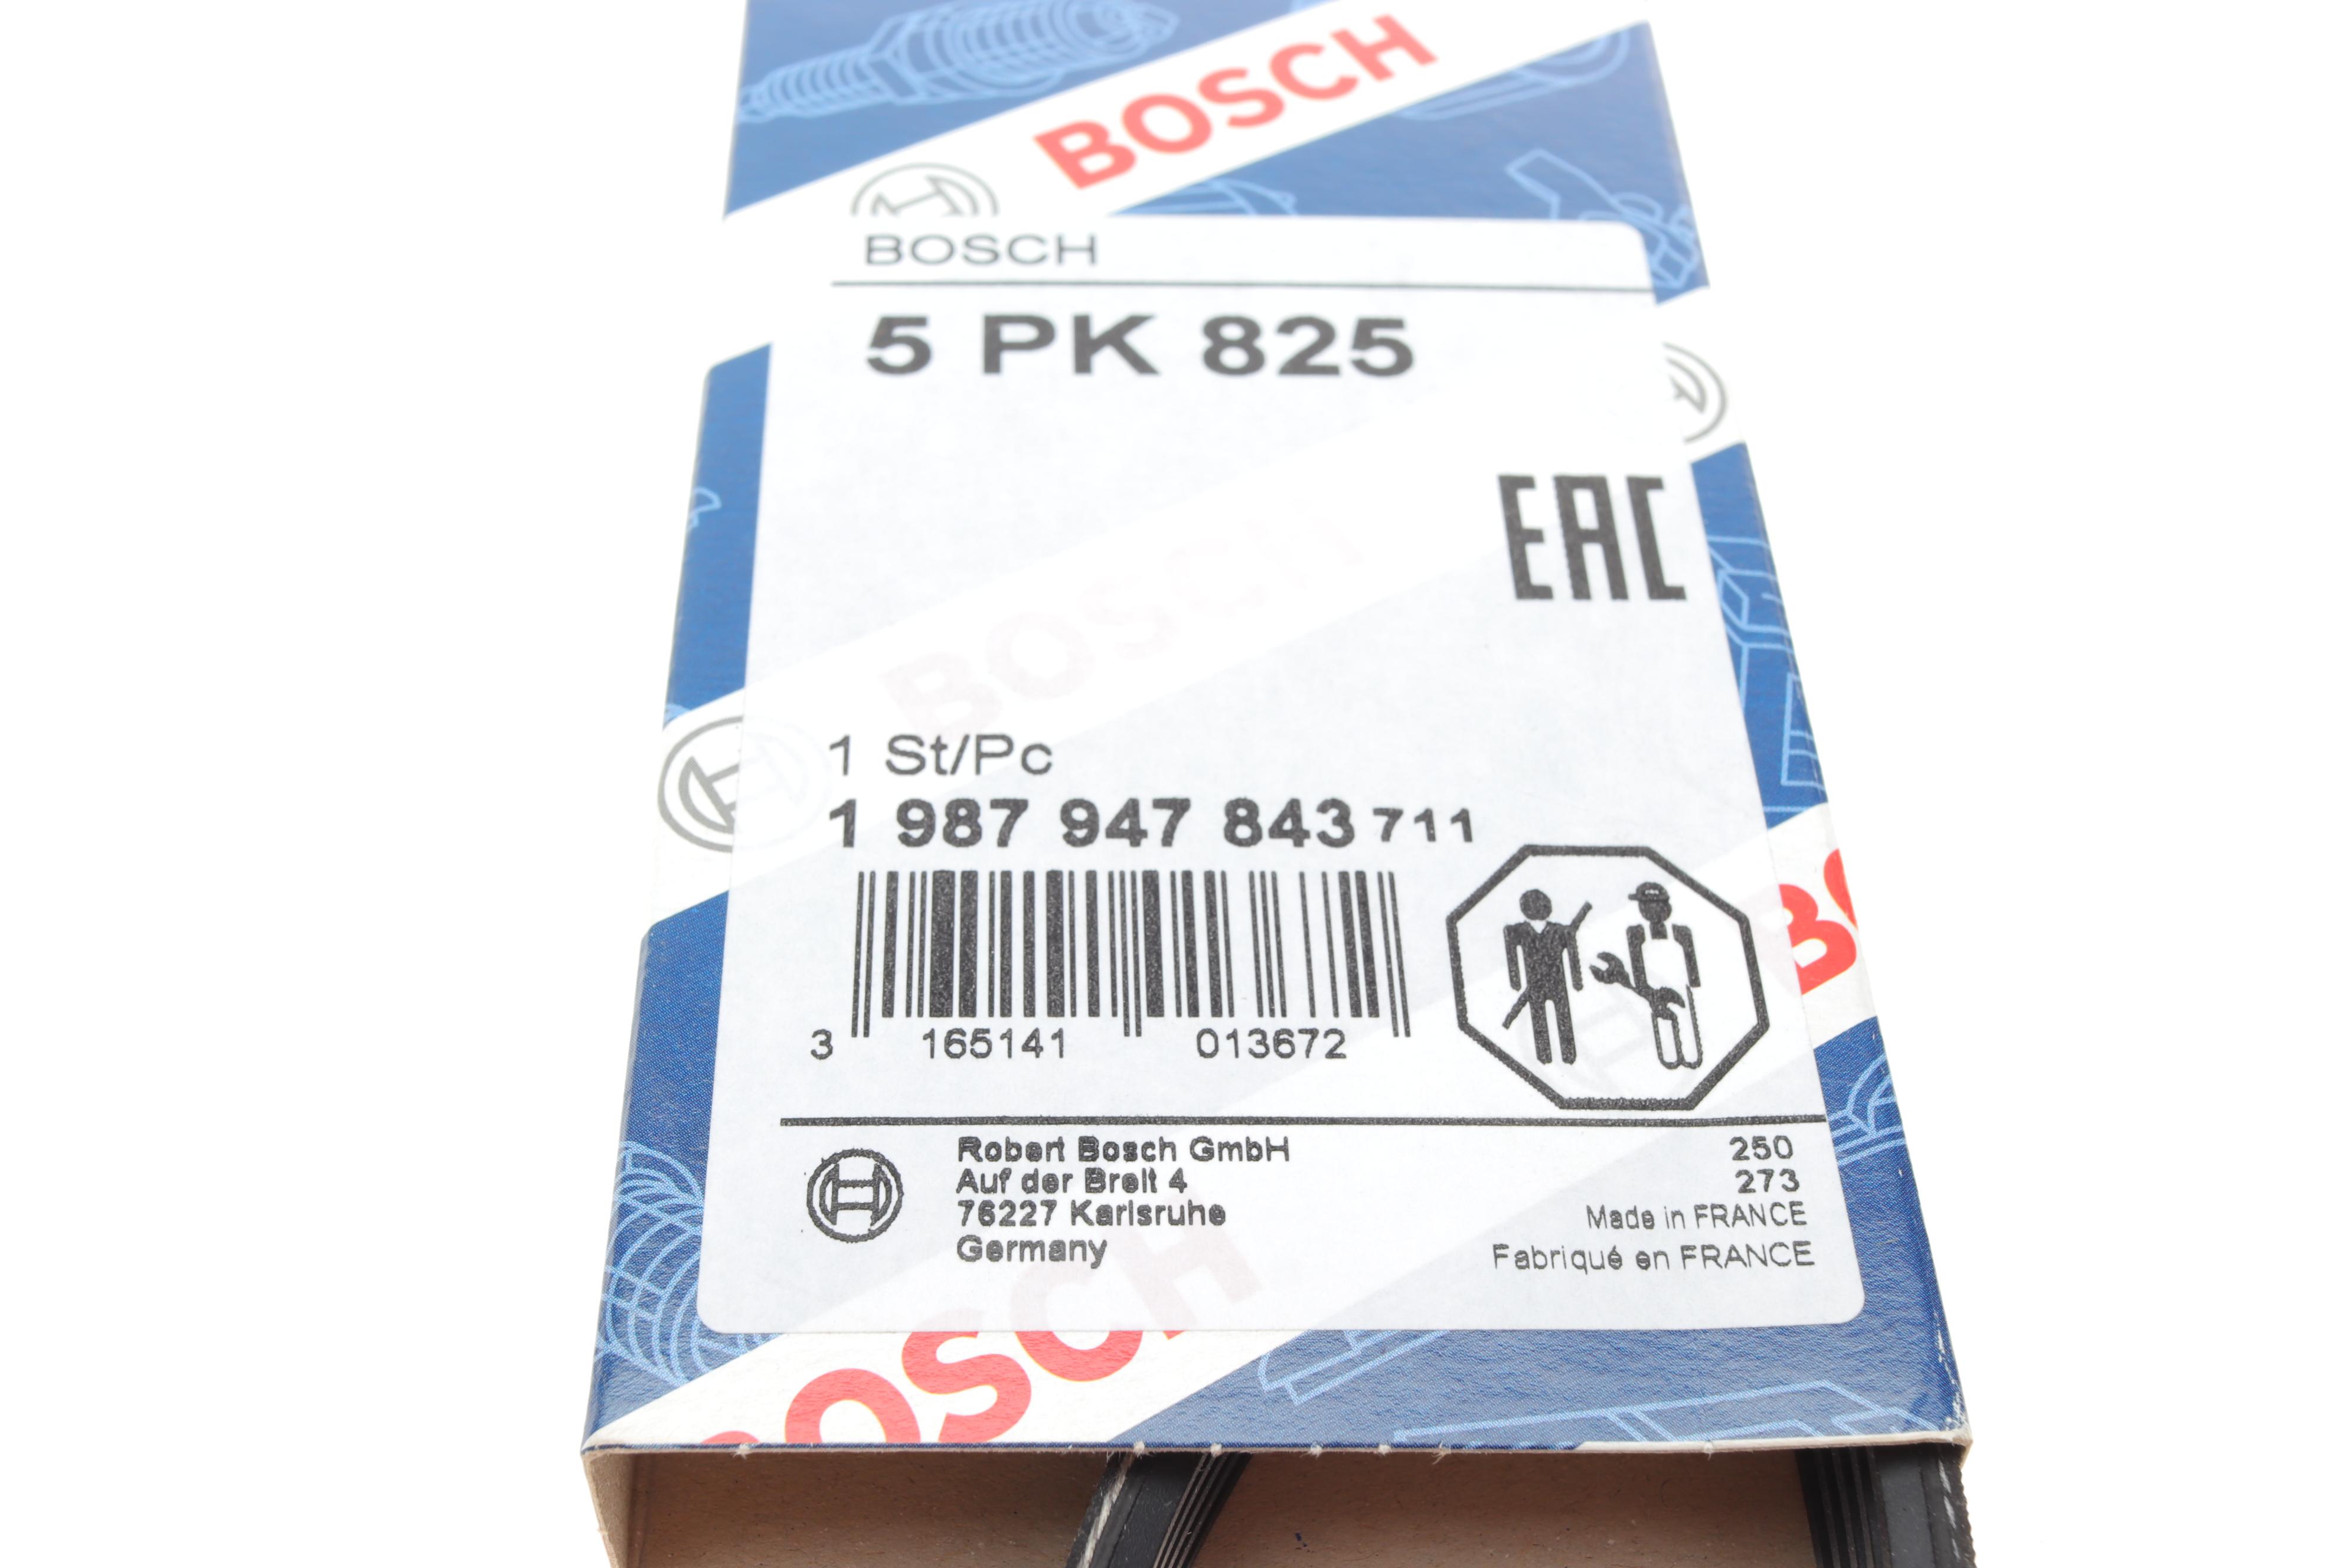 BOSCH
BOSCH
5 PK 825
EAC
BOSCH
1 St/Pc
1 987 947 843 711
3 165141 013672
Robert Bosch GmbH
Auf der Breit 4
76227 Karlsruhe
Germany
250
273
Made in FRANCE
Fabriqué en FRANCE
BOSCH